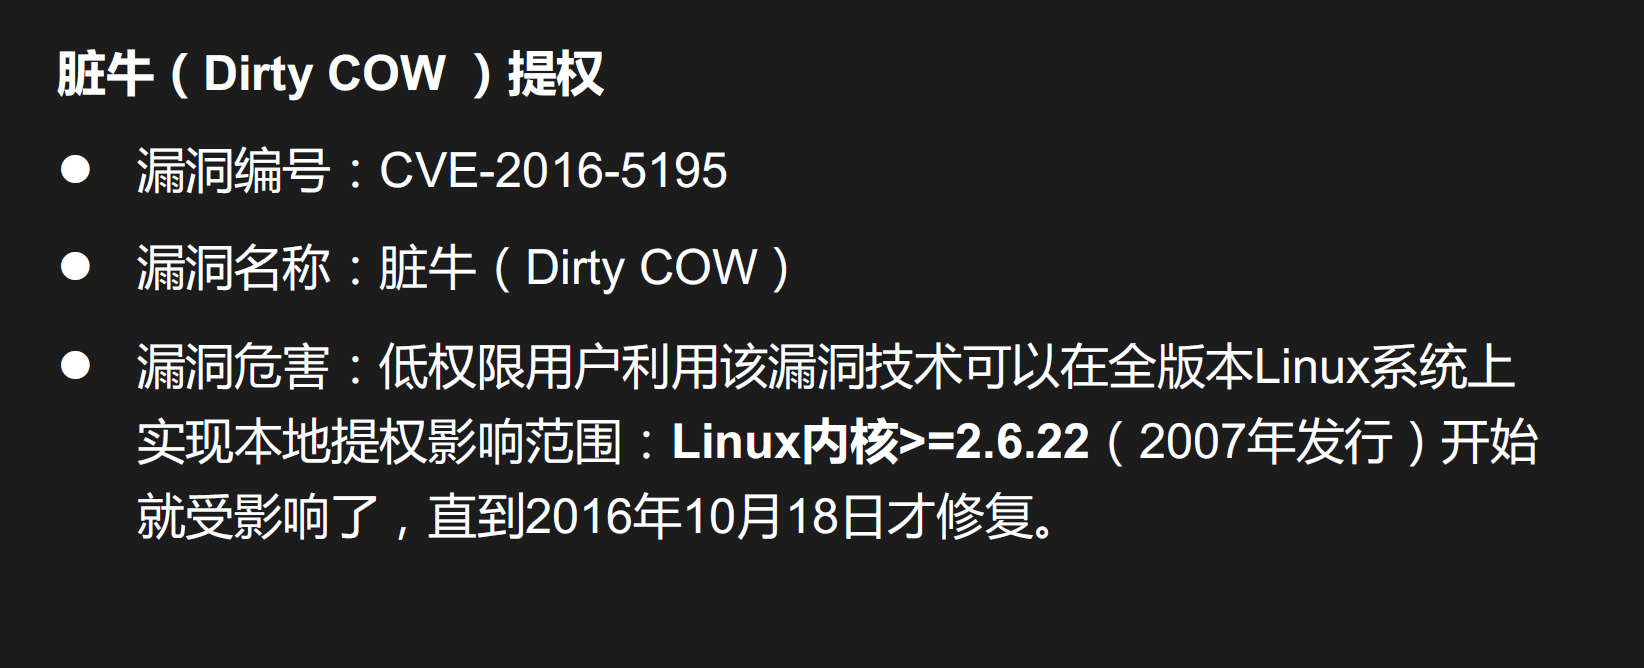 脏牛（Dirty COW ）提权
● 漏洞编号：CVE-2016-5195
● 漏洞名称：脏牛（Dirty COW）
● 漏洞危害：低权限用户利用该漏洞技术可以在全版本Linux系统上
实现本地提权影响范围：Linux内核>=2.6.22（2007年发行）开始
就受影响了，直到2016年10月18日才修复。